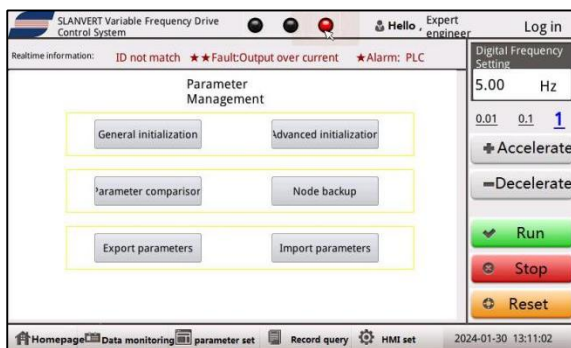 SLANVERT Variable Frequency Drive
Control System
Hello , Expert
engineer
Log in
Realtime information: ID not match ★★Fault:Output over current ★Alarm: PLC
Digital Frequency
Setting
5.00 Hz
0.01 0.1 1
Accelerate
Decelerate
Run
Stop
Reset
Parameter
Management
General initialization
Advanced initialization
Parameter comparison
Node backup
Export parameters
Import parameters
Homepage Data monitoring parameter set Record query HMI set 2024-01-30 13:11:02